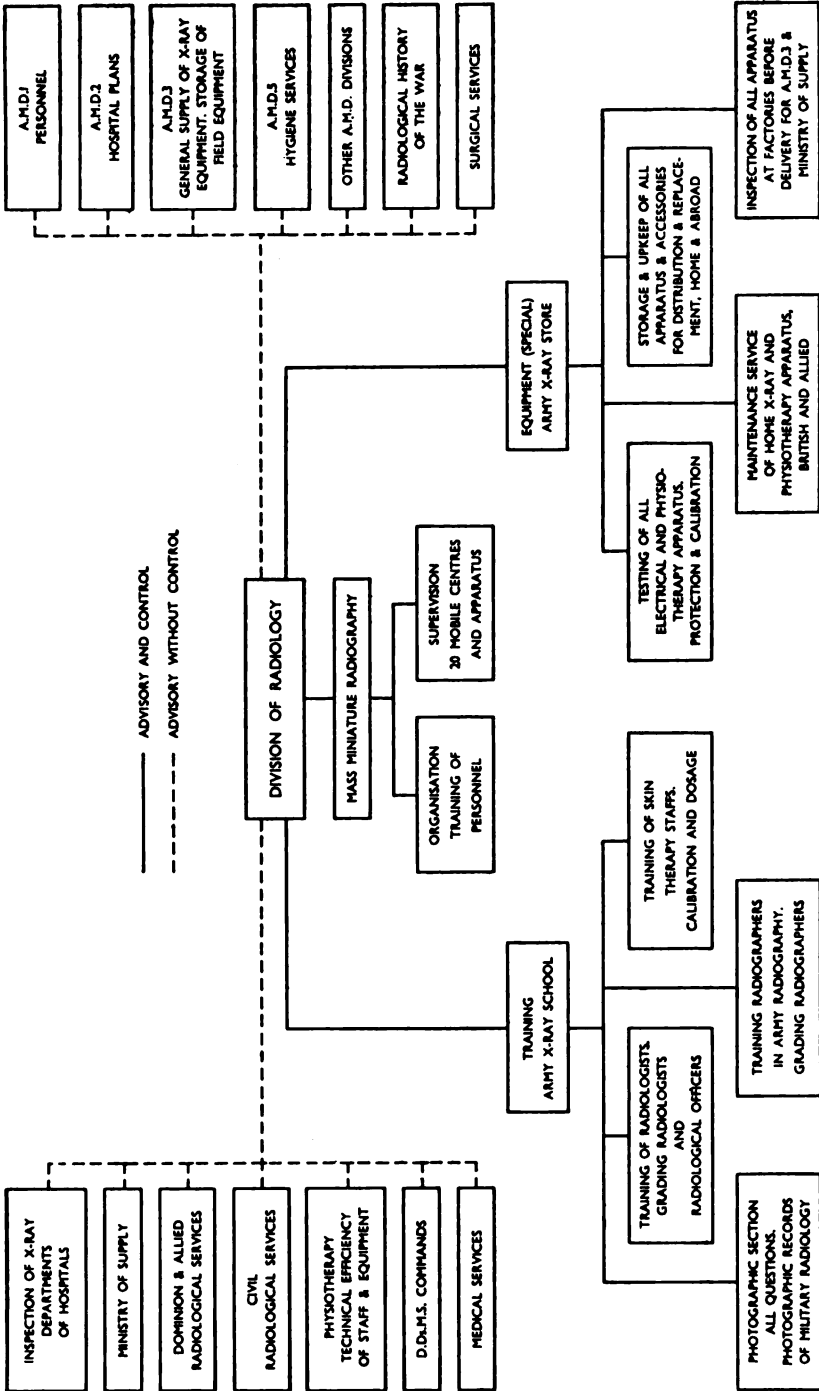 INSPECTION OF X-RAY
DEPARTMENTS
OF HOSPITALS
MINISTRY OF SUPPLY
DOMINION & ALLIED
RADIOLOGICAL SERVICES
CIVIL
RADIOLOGICAL SERVICES
PHYSIOTHERAPY
TECHNICAL EFFICIENCY
OF STAFF & EQUIPMENT
D.Ds.M.S. COMMANDS
MEDICAL SERVICES
ADVISORY AND CONTROL
ADVISORY WITHOUT CONTROL
A.M.D.1
PERSONNEL
A.M.D.2
HOSPITAL PLANS
A.M.D.3
GENERAL SUPPLY OF X-RAY
EQUIPMENT. STORAGE OF
FIELD EQUIPMENT
A.M.D.5
HYGIENE SERVICES
OTHER A.M.D. DIVISIONS
RADIOLOGICAL HISTORY
OF THE WAR
SURGICAL SERVICES
DIVISION OF RADIOLOGY
MASS MINIATURE RADIOGRAPHY
ORGANISATION
TRAINING OF
PERSONNEL
SUPERVISION
20 MOBILE CENTRES
AND APPARATUS
TRAINING
ARMY X-RAY SCHOOL
EQUIPMENT (SPECIAL)
ARMY X-RAY STORE
TRAINING OF RADIOLOGISTS.
GRADING RADIOLOGISTS
AND
RADIOLOGICAL OFFICERS
TRAINING OF SKIN
THERAPY STAFFS.
CALIBRATION AND DOSAGE
TESTING OF ALL
ELECTRICAL AND PHYSIO-
THERAPY APPARATUS.
PROTECTION & CALIBRATION
STORAGE & UPKEEP OF ALL
APPARATUS & ACCESSORIES
FOR DISTRIBUTION & REPLACE-
MENT, HOME & ABROAD
PHOTOGRAPHIC SECTION
ALL QUESTIONS.
PHOTOGRAPHIC RECORDS
OF MILITARY RADIOLOGY
TRAINING RADIOGRAPHERS
IN ARMY RADIOGRAPHY.
GRADING RADIOGRAPHERS
MAINTENANCE SERVICE
OF HOME X-RAY AND
PHYSIOTHERAPY APPARATUS,
BRITISH AND ALLIED
INSPECTION OF ALL APPARATUS
AT FACTORIES BEFORE
DELIVERY FOR A.M.D.3 &
MINISTRY OF SUPPLY